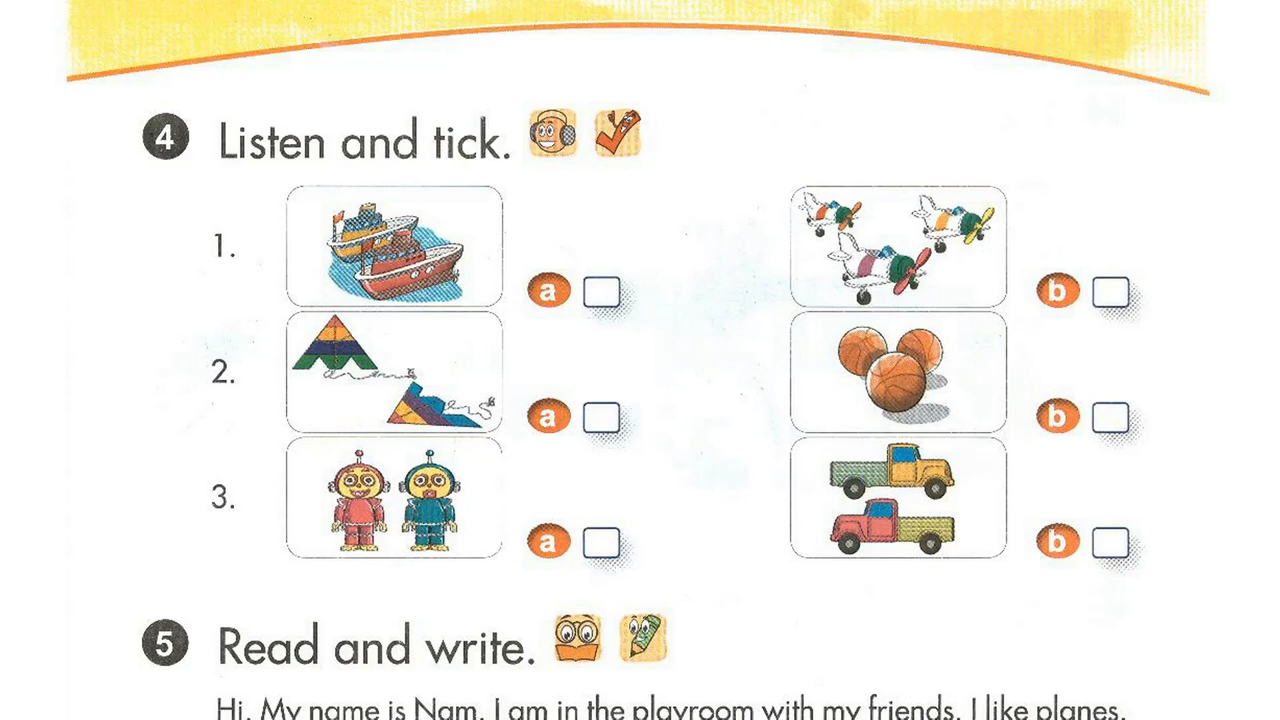 4 Listen and tick.
1. a b
2. a b
3. a b
5 Read and write.
Hi. My name is Nam. I am in the playroom with my friends. I like planes.